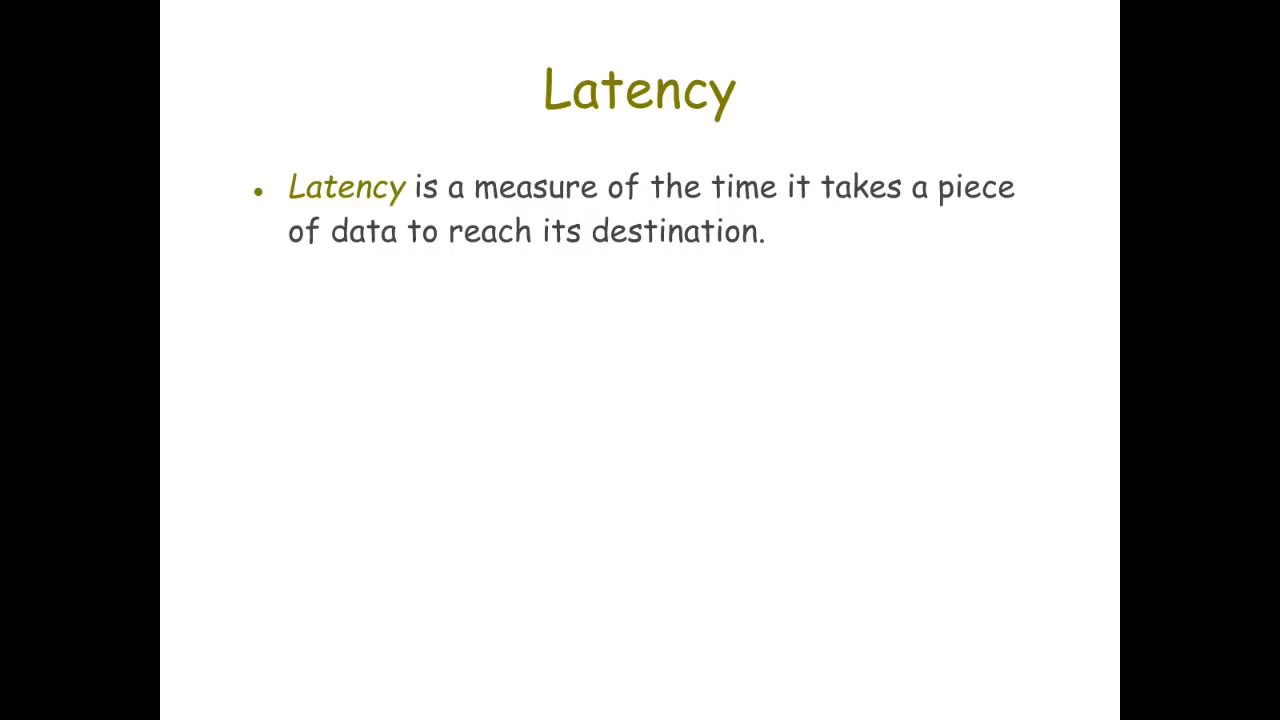 Latency
• Latency is a measure of the time it takes a piece
of data to reach its destination.